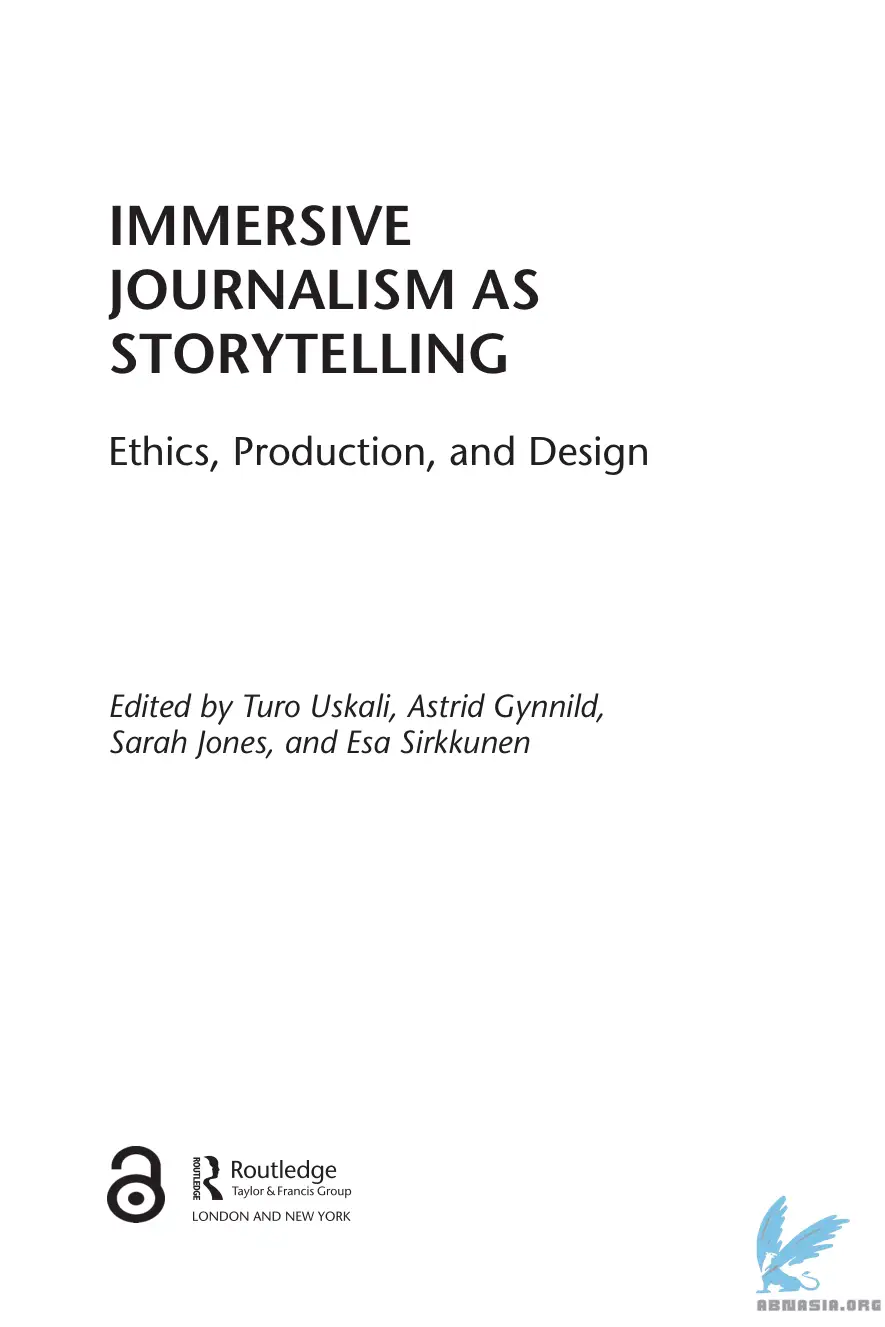 IMMERSIVE
JOURNALISM AS
STORYTELLING
Ethics, Production, and Design
Edited by Turo Uskali, Astrid Gynnild,
Sarah Jones, and Esa Sirkkunen
ROUTLEDGE
Routledge
Taylor & Francis Group
LONDON AND NEW YORK
ABNASIA.ORG